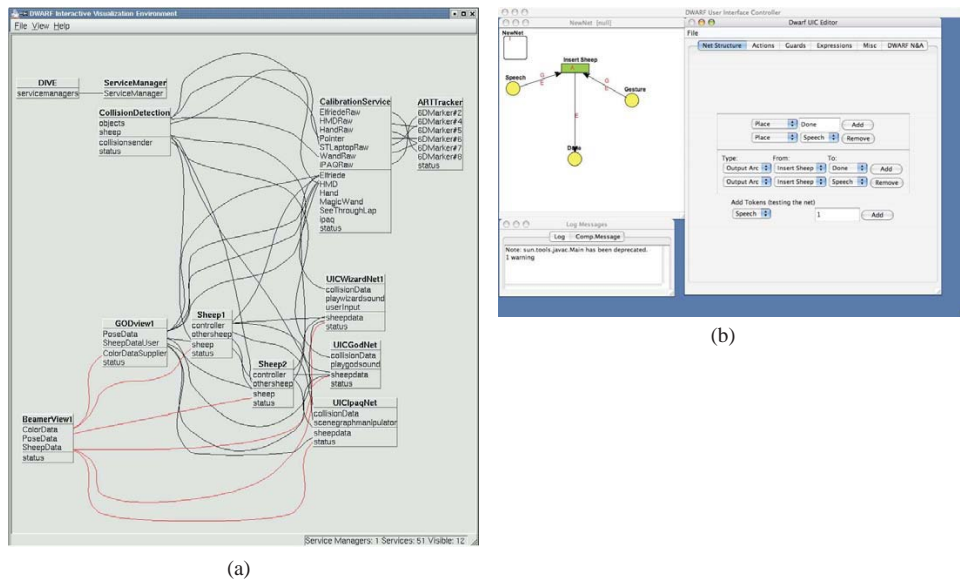 DWARF Interactive Visualization Environment
File View Help
DIVE
servicemanagers
ServiceManager
ServiceManager
CollisionDetection
objects
sheep
collisionsender
status
CalibrationService
ElfriedeRaw
HMDRaw
HandRaw
Pointer
STLaptopRaw
WandRaw
iPAQRaw
Elfriede
HMD
Hand
MagicWand
SeeThroughLap
ipaq
status
ARTTracker
6DMarker#2
6DMarker#4
6DMarker#5
6DMarker#6
6DMarker#7
6DMarker#8
status
UICWizardNet1
collisionData
playwizardsound
userInput
sheepdata
status
GODview1
PoseData
SheepDataUser
ColorDataSupplier
status
Sheep1
controller
othersheep
sheep
status
Sheep2
controller
othersheep
sheep
status
UICGodNet
collisionData
playgodsound
sheepdata
status
UICIpaqNet
collisionData
scenegraphmanipulator
sheepdata
status
BeamerView1
ColorData
PoseData
SheepData
status
Service Managers: 1 Services: 51 Visible: 12
(a)
DWARF User Interface Controller
NewNet [null]
NewNet
Insert Sheep
Speech
G
E
G
E
Gesture
E
Done
Log Messages
Log Comp.Message
Note: sun.tools.javac.Main has been deprecated.
1 warning
Dwarf UIC Editor
File
Net Structure Actions Guards Expressions Misc DWARF N&A
Place Done Add
Place Speech Remove
Type: From: To:
Output Arc Insert Sheep Done Add
Output Arc Insert Sheep Speech Remove
Add Tokens (testing the net)
Speech 1 Add
(b)